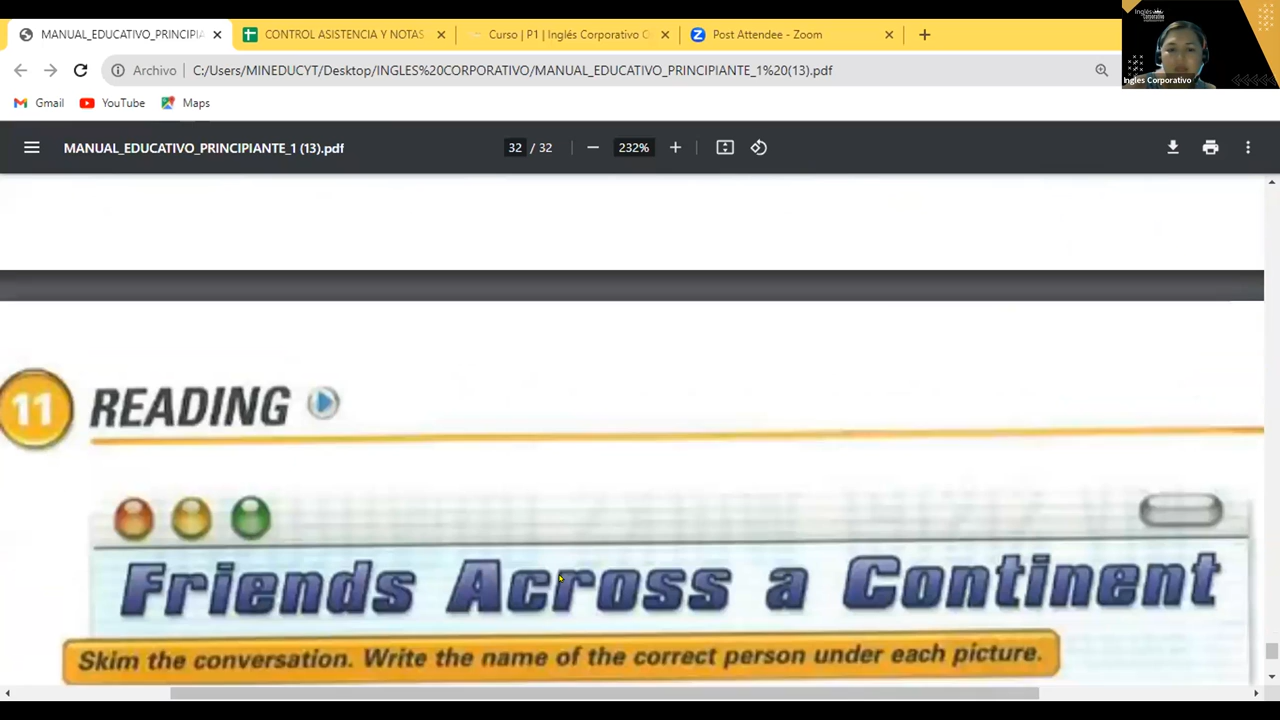 MANUAL_EDUCATIVO_PRINCIPIA
CONTROL ASISTENCIA Y NOTAS
Curso | P1 | Inglés Corporativo
Post Attendee - Zoom
Archivo
C:/Users/MINEDUCYT/Desktop/INGLES%20CORPORATIVO/MANUAL_EDUCATIVO_PRINCIPIANTE_1%20(13).pdf
Gmail
YouTube
Maps
MANUAL_EDUCATIVO_PRINCIPIANTE_1 (13).pdf
32 / 32
232%
Inglés
Corporativo
Ingles Corporativo
11 READING
Friends Across a Continent
Skim the conversation. Write the name of the correct person under each picture.